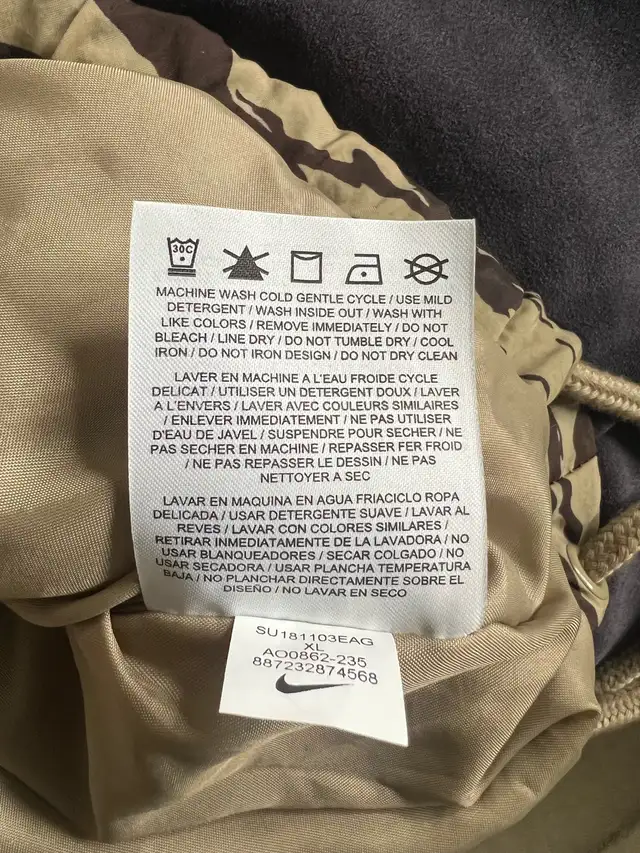 30C
MACHINE WASH COLD GENTLE CYCLE / USE MILD
DETERGENT / WASH INSIDE OUT / WASH WITH
LIKE COLORS / REMOVE IMMEDIATELY / DO NOT
BLEACH / LINE DRY / DO NOT TUMBLE DRY / COOL
IRON / DO NOT IRON DESIGN / DO NOT DRY CLEAN
LAVER EN MACHINE A L'EAU FROIDE CYCLE
DELICAT / UTILISER UN DETERGENT DOUX / LAVER
A L'ENVERS / LAVER AVEC COULEURS SIMILAIRES
/ ENLEVER IMMEDIATEMENT / NE PAS UTILISER
D'EAU DE JAVEL / SUSPENDRE POUR SECHER / NE
PAS SECHER EN MACHINE / REPASSER FER FROID
/ NE PAS REPASSER LE DESSIN / NE PAS
NETTOYER A SEC
LAVAR EN MAQUINA EN AGUA FRIACICLO ROPA
DELICADA / USAR DETERGENTE SUAVE / LAVAR AL
REVES / LAVAR CON COLORES SIMILARES /
RETIRAR INMEDIATAMENTE DE LA LAVADORA / NO
USAR BLANQUEADORES / SECAR COLGADO / NO
USAR SECADORA / USAR PLANCHA TEMPERATURA
BAJA / NO PLANCHAR DIRECTAMENTE SOBRE EL
DISEÑO / NO LAVAR EN SECO
SU181103EAG
XL
AO0862-235
887232874568